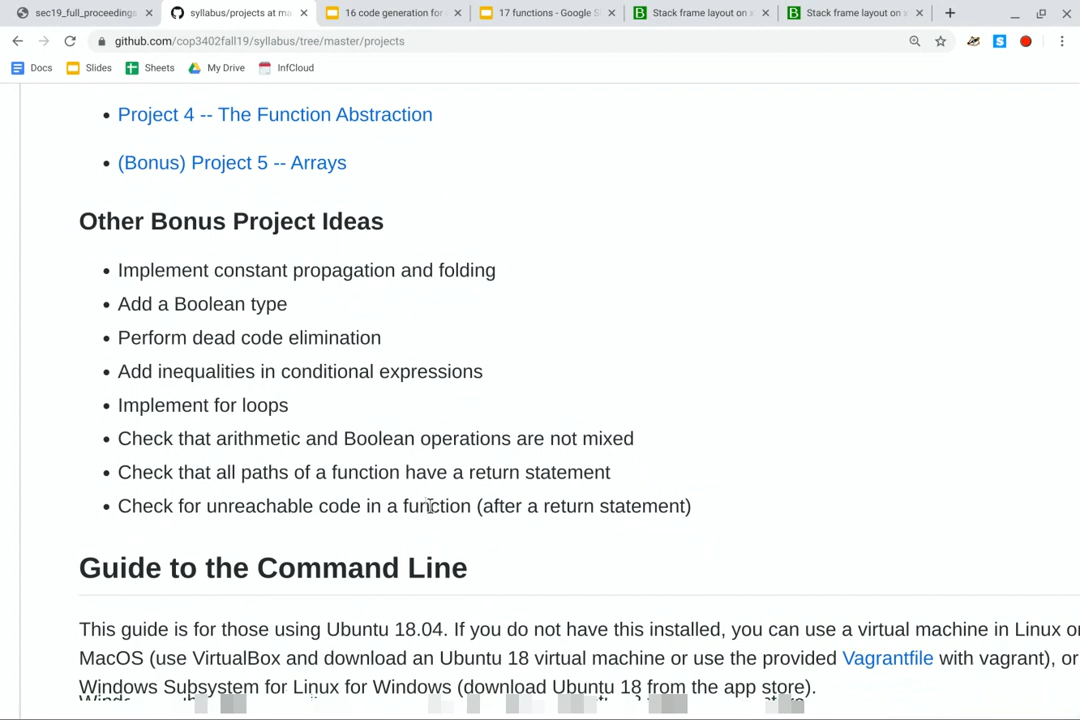 sec19_full_proceedings
syllabus/projects at ma
16 code generation for
17 functions - Google S
Stack frame layout on x
Stack frame layout on x
github.com/cop3402fall19/syllabus/tree/master/projects
Docs
Slides
Sheets
My Drive
InfCloud
• Project 4 -- The Function Abstraction
• (Bonus) Project 5 -- Arrays
Other Bonus Project Ideas
• Implement constant propagation and folding
• Add a Boolean type
• Perform dead code elimination
• Add inequalities in conditional expressions
• Implement for loops
• Check that arithmetic and Boolean operations are not mixed
• Check that all paths of a function have a return statement
• Check for unreachable code in a function (after a return statement)
Guide to the Command Line
This guide is for those using Ubuntu 18.04. If you do not have this installed, you can use a virtual machine in Linux or
MacOS (use VirtualBox and download an Ubuntu 18 virtual machine or use the provided Vagrantfile with vagrant), or
Windows Subsystem for Linux for Windows (download Ubuntu 18 from the app store).